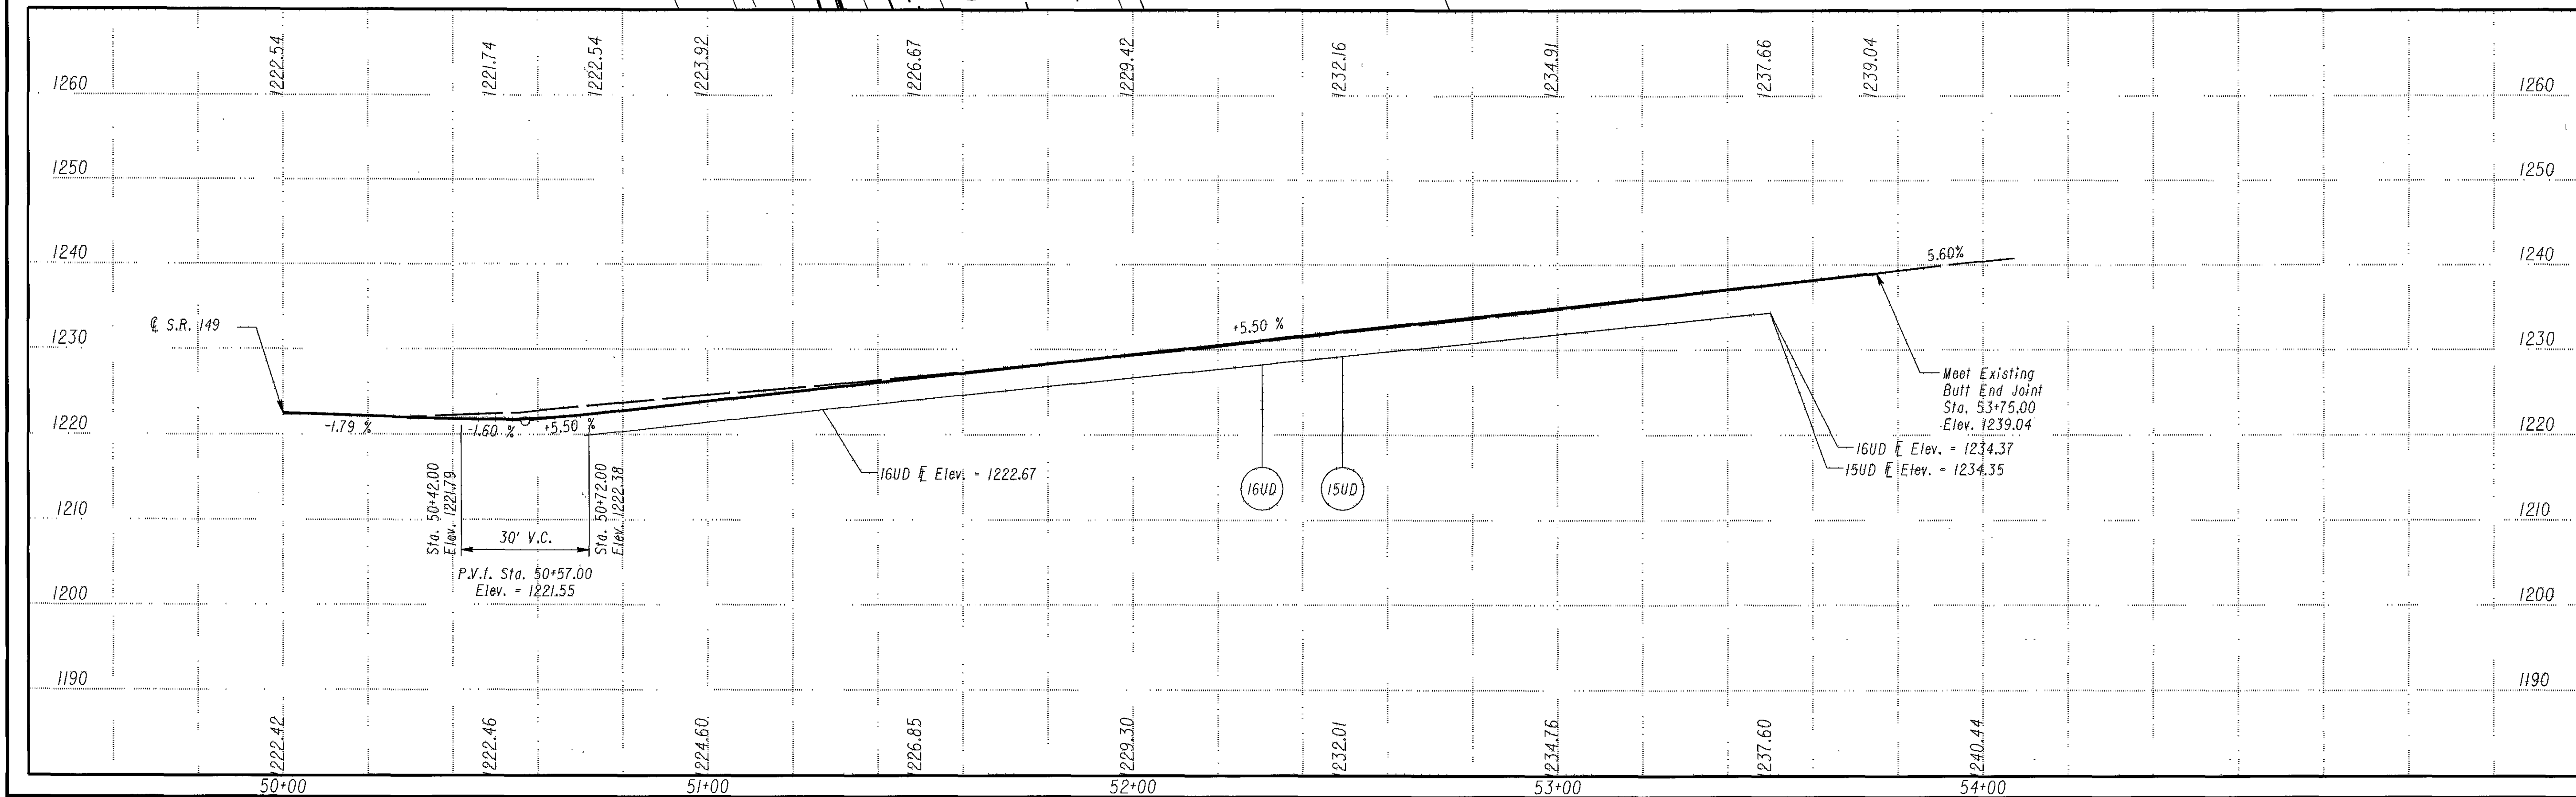 1222.54 1221.74 1222.54 1223.92 1226.67 1229.42 1232.16 1234.91 1237.66 1239.04
1260 1260
1250 1250
1240 1240
5.60%
℄ S.R. 149
1230 1230
+5.50 %
Meet Existing
Butt End Joint
Sta. 53+75.00
Elev. 1239.04
1220 1220
-1.79 % -1.60 % +5.50 %
16UD Elev. = 1234.37
15UD Elev. = 1234.35
16UD Elev. = 1222.67
16UD 15UD
Sta. 50+42.00
Elev. 1221.79
Sta. 50+72.00
Elev. 1222.38
1210 1210
30' V.C.
P.V.I. Sta. 50+57.00
Elev. = 1221.55
1200 1200
1190 1190
1222.42 1222.46 1224.60 1226.85 1229.30 1232.01 1234.76 1237.60 1240.44
50+00 51+00 52+00 53+00 54+00